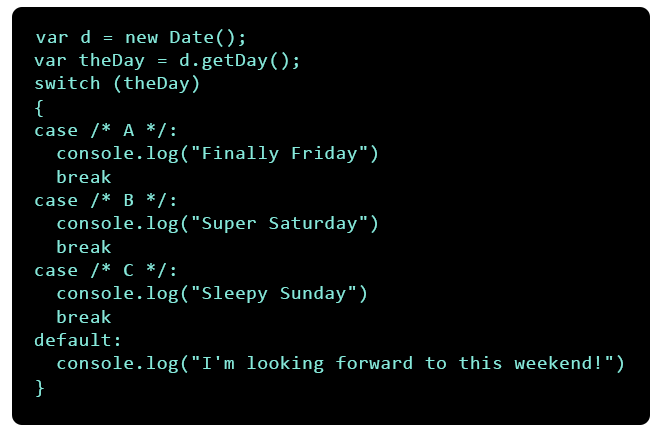 var d = new Date();
var theDay = d.getDay();
switch (theDay)
{
case /* A */:
  console.log("Finally Friday")
  break
case /* B */:
  console.log("Super Saturday")
  break
case /* C */:
  console.log("Sleepy Sunday")
  break
default:
  console.log("I'm looking forward to this weekend!")
}